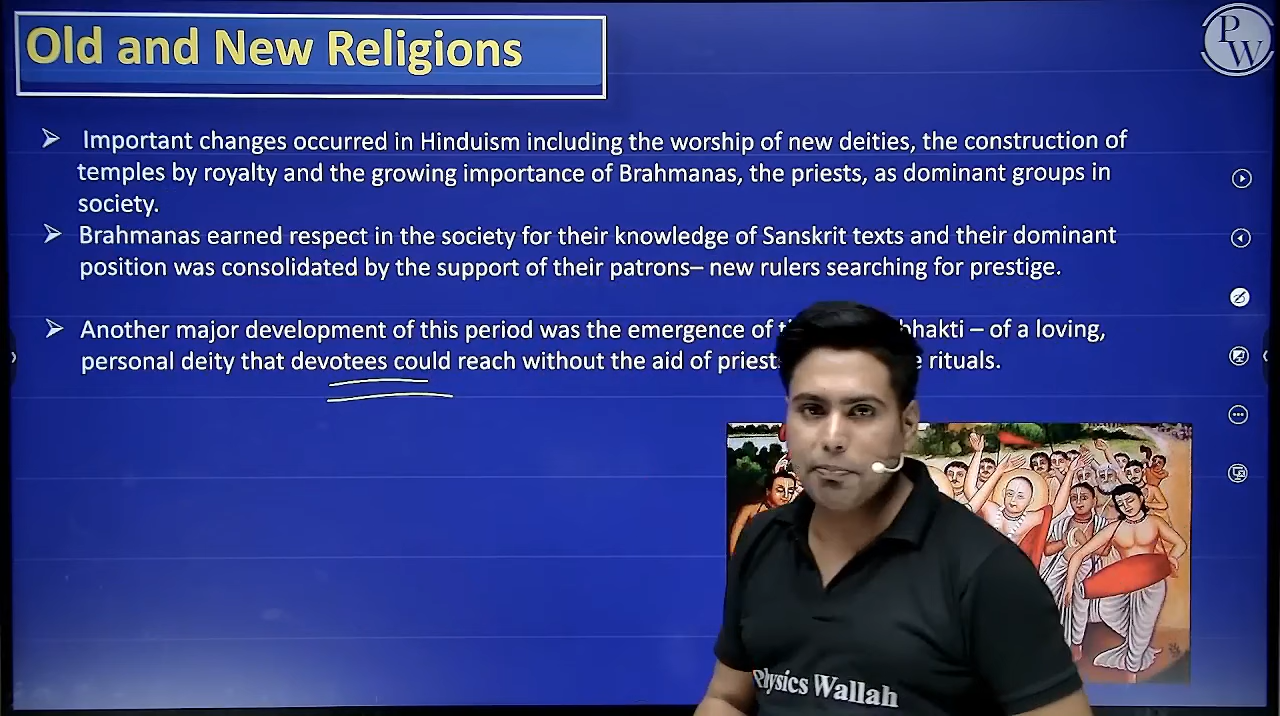 Old and New Religions
P
W
Important changes occurred in Hinduism including the worship of new deities, the construction of
temples by royalty and the growing importance of Brahmanas, the priests, as dominant groups in
society.
Brahmanas earned respect in the society for their knowledge of Sanskrit texts and their dominant
position was consolidated by the support of their patrons– new rulers searching for prestige.
Another major development of this period was the emergence of bhakti – of a loving,
personal deity that devotees could reach without the aid of priests rituals.
Physics Wallah